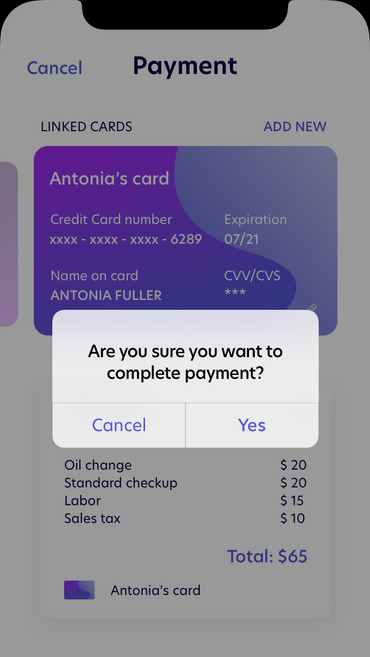 Cancel Payment
LINKED CARDS ADD NEW
Antonia's card
Credit Card number Expiration
xxxx - xxxx - xxxx - 6289 07/21
Name on card CVV/CVS
ANTONIA FULLER ***
Are you sure you want to
complete payment?
Cancel Yes
Oil change $ 20
Standard checkup $ 20
Labor $ 15
Sales tax $ 10
Total: $65
Antonia's card